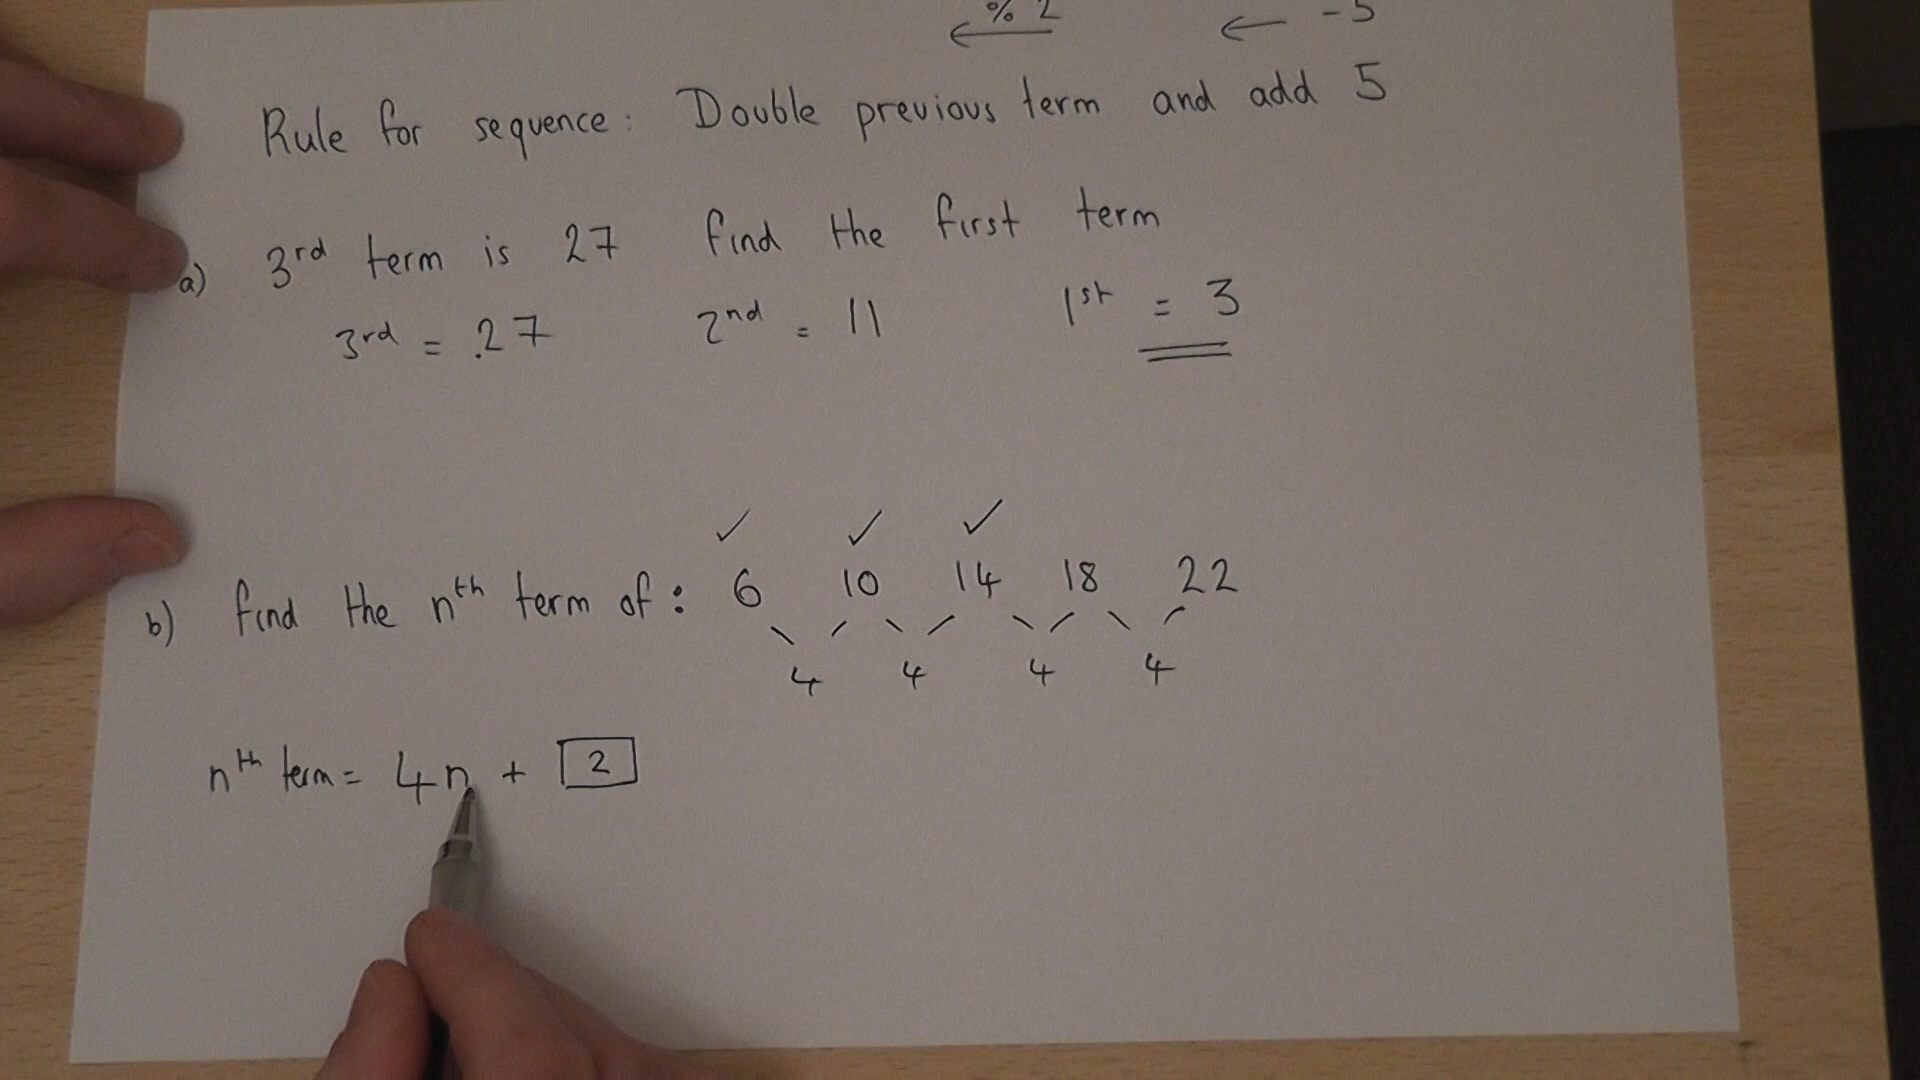 ← % 2 ← - 5
Rule for sequence: Double previous term and add 5
a) 3rd term is 27 find the first term
3rd = 27 2nd = 11 1st = 3
✓ ✓ ✓
b) find the nth term of: 6 10 14 18 22
4 4 4 4
nth term = 4n + 2